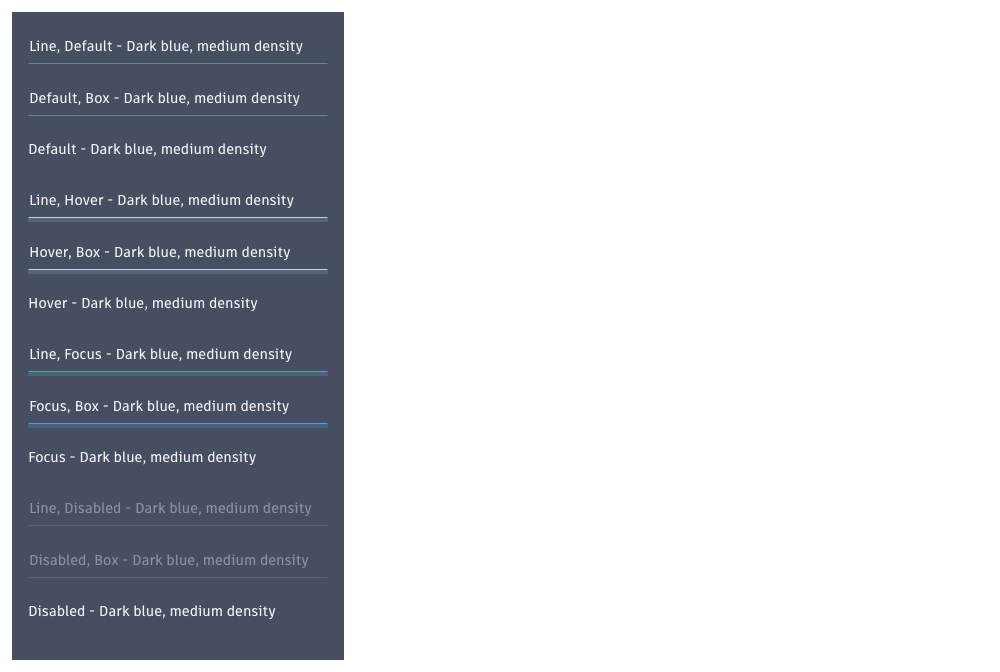 Line, Default - Dark blue, medium density
Default, Box - Dark blue, medium density
Default - Dark blue, medium density
Line, Hover - Dark blue, medium density
Hover, Box - Dark blue, medium density
Hover - Dark blue, medium density
Line, Focus - Dark blue, medium density
Focus, Box - Dark blue, medium density
Focus - Dark blue, medium density
Line, Disabled - Dark blue, medium density
Disabled, Box - Dark blue, medium density
Disabled - Dark blue, medium density